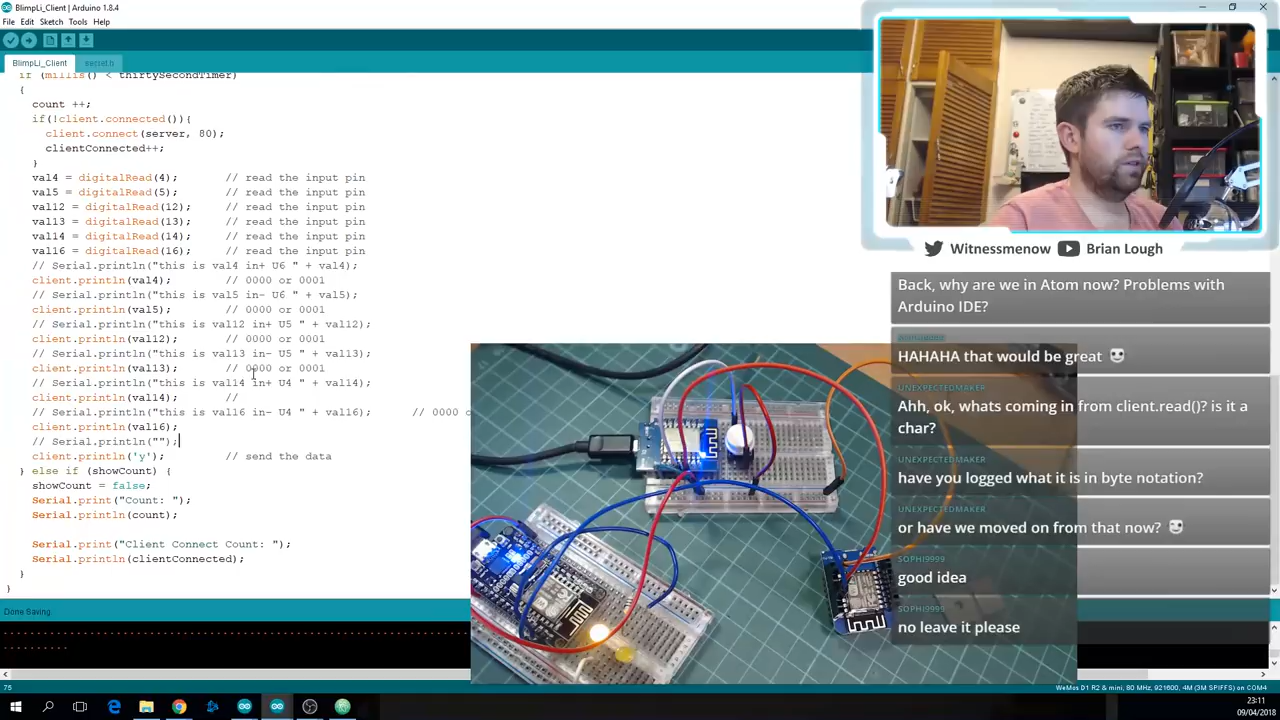 BlimpLi_Client | Arduino 1.8.4
File Edit Sketch Tools Help
BlimpLi_Client secret.h
if (millis() < thirtySecondTimer)
{
count ++;
if(!client.connected()){
client.connect(server, 80);
clientConnected++;
}
val4 = digitalRead(4); // read the input pin
val5 = digitalRead(5); // read the input pin
val12 = digitalRead(12); // read the input pin
val13 = digitalRead(13); // read the input pin
val14 = digitalRead(14); // read the input pin
val16 = digitalRead(16); // read the input pin
// Serial.println("this is val4 in+ U6 " + val4);
client.println(val4); // 0000 or 0001
// Serial.println("this is val5 in- U6 " + val5);
client.println(val5); // 0000 or 0001
// Serial.println("this is val12 in+ U5 " + val12);
client.println(val12); // 0000 or 0001
// Serial.println("this is val13 in- U5 " + val13);
client.println(val13); // 0000 or 0001
// Serial.println("this is val14 in+ U4 " + val14);
client.println(val14); //
// Serial.println("this is val16 in- U4 " + val16); // 0000 o
client.println(val16);
// Serial.println("");
client.println('y'); // send the data
} else if (showCount) {
showCount = false;
Serial.print("Count: ");
Serial.println(count);
Serial.print("Client Connect Count: ");
Serial.println(clientConnected);
}
}
Done Saving.
75
WeMos D1 R2 & mini, 80 MHz, 921600, 4M (3M SPIFFS) on COM4
23:11
09/04/2018
Witnessmenow Brian Lough
Back, why are we in Atom now? Problems with
Arduino IDE?
HAHAHA that would be great
UNEXPECTEDMAKER
Ahh, ok, whats coming in from client.read()? is it a
char?
UNEXPECTEDMAKER
have you logged what it is in byte notation?
UNEXPECTEDMAKER
or have we moved on from that now?
SOPHI9999
good idea
SOPHI9999
no leave it please